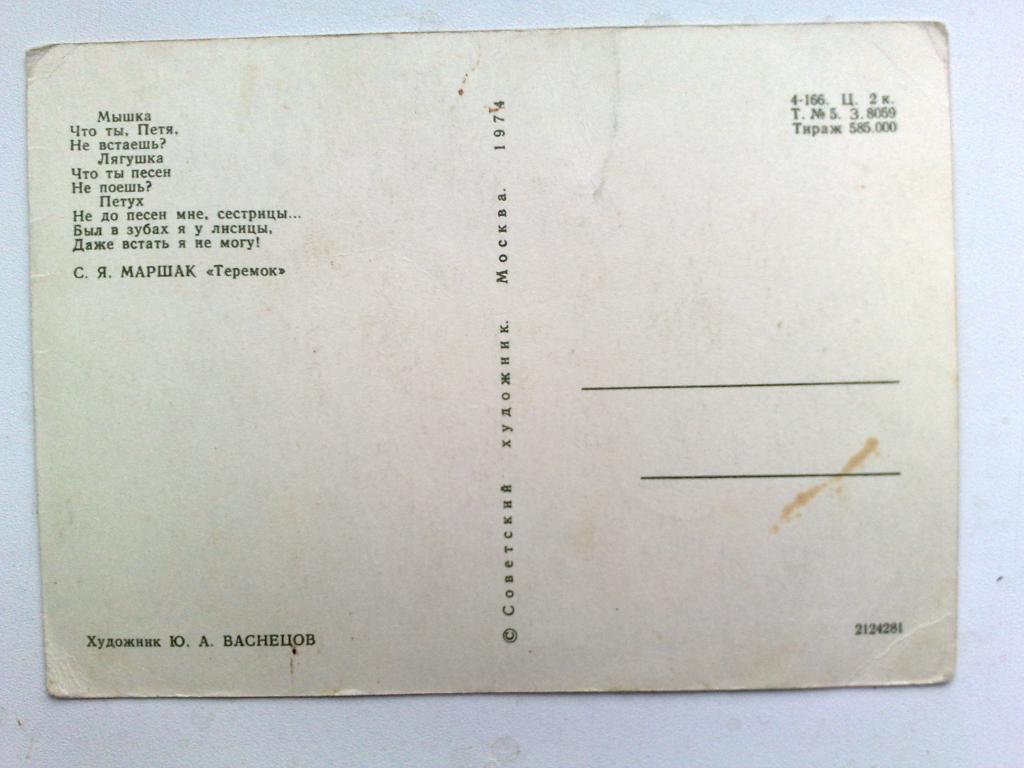 Мышка
Что ты, Петя,
Не встаешь?
Лягушка
Что ты песен
Не поешь?
Петух
Не до песен мне, сестрицы...
Был в зубах я у лисицы,
Даже встать я не могу!
С. Я. МАРШАК «Теремок»
Художник Ю. А. ВАСНЕЦОВ
© Советский художник. Москва. 1974
4-166. Ц. 2 к.
Т. № 5. З. 8059
Тираж 585.000
2124281